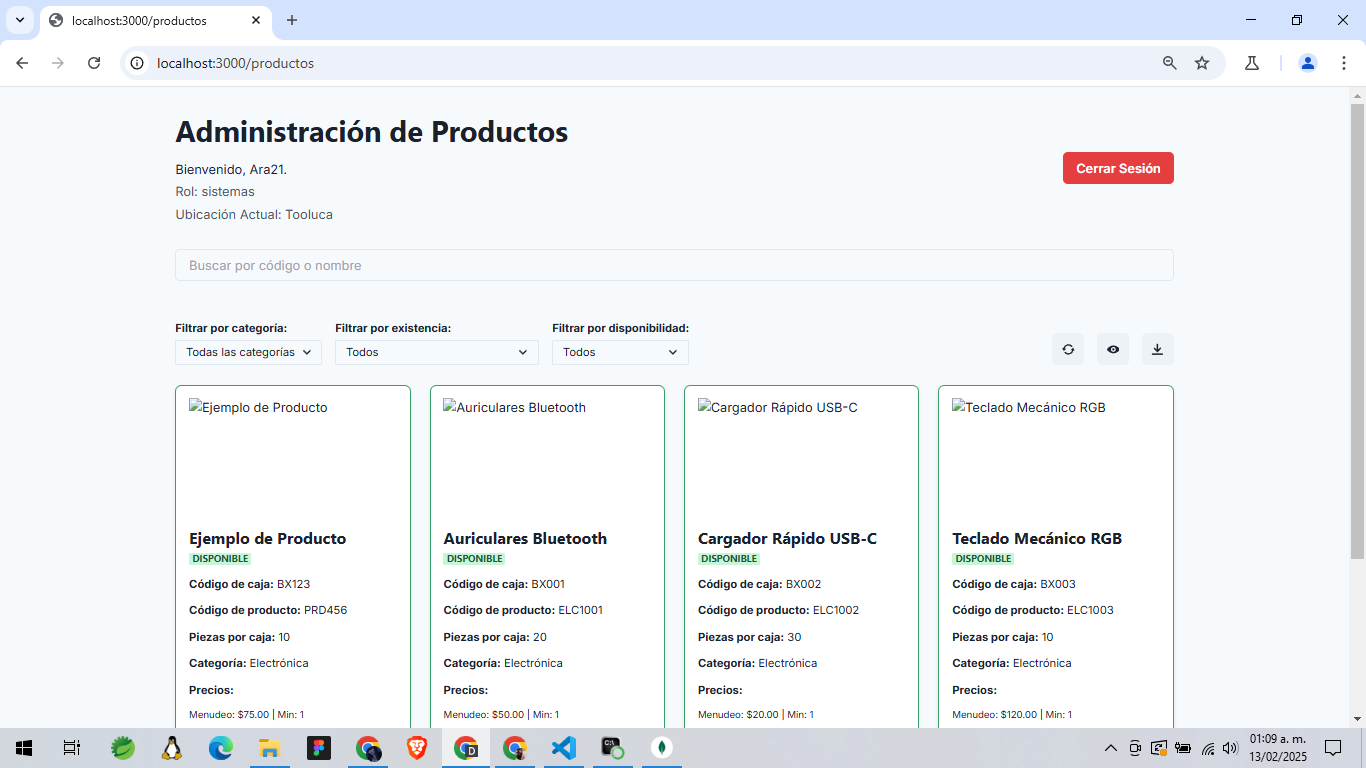 localhost:3000/productos
localhost:3000/productos
Administración de Productos
Bienvenido, Ara21.
Rol: sistemas
Ubicación Actual: Tooluca
Cerrar Sesión
Buscar por código o nombre
Filtrar por categoría: Filtrar por existencia: Filtrar por disponibilidad:
Todas las categorías Todos Todos
Ejemplo de Producto Auriculares Bluetooth Cargador Rápido USB-C Teclado Mecánico RGB
Ejemplo de Producto Auriculares Bluetooth Cargador Rápido USB-C Teclado Mecánico RGB
DISPONIBLE DISPONIBLE DISPONIBLE DISPONIBLE
Código de caja: BX123 Código de caja: BX001 Código de caja: BX002 Código de caja: BX003
Código de producto: PRD456 Código de producto: ELC1001 Código de producto: ELC1002 Código de producto: ELC1003
Piezas por caja: 10 Piezas por caja: 20 Piezas por caja: 30 Piezas por caja: 10
Categoría: Electrónica Categoría: Electrónica Categoría: Electrónica Categoría: Electrónica
Precios: Precios: Precios: Precios:
Menudeo: $75.00 | Min: 1 Menudeo: $50.00 | Min: 1 Menudeo: $20.00 | Min: 1 Menudeo: $120.00 | Min: 1
D
01:09 a. m.
13/02/2025